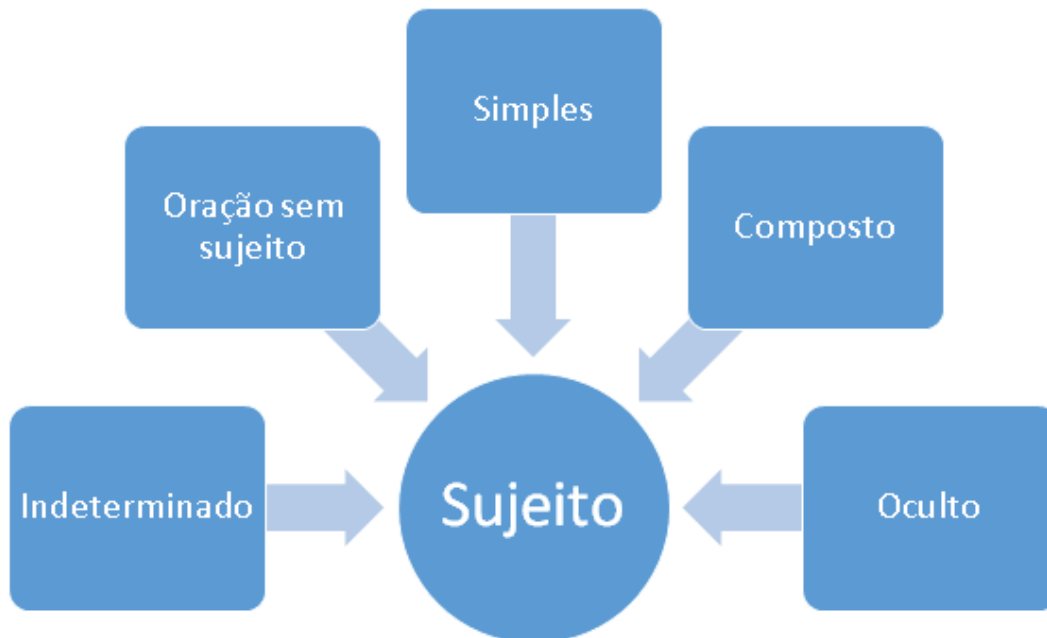 Simples
Oração sem
sujeito
Composto
Indeterminado
Sujeito
Oculto